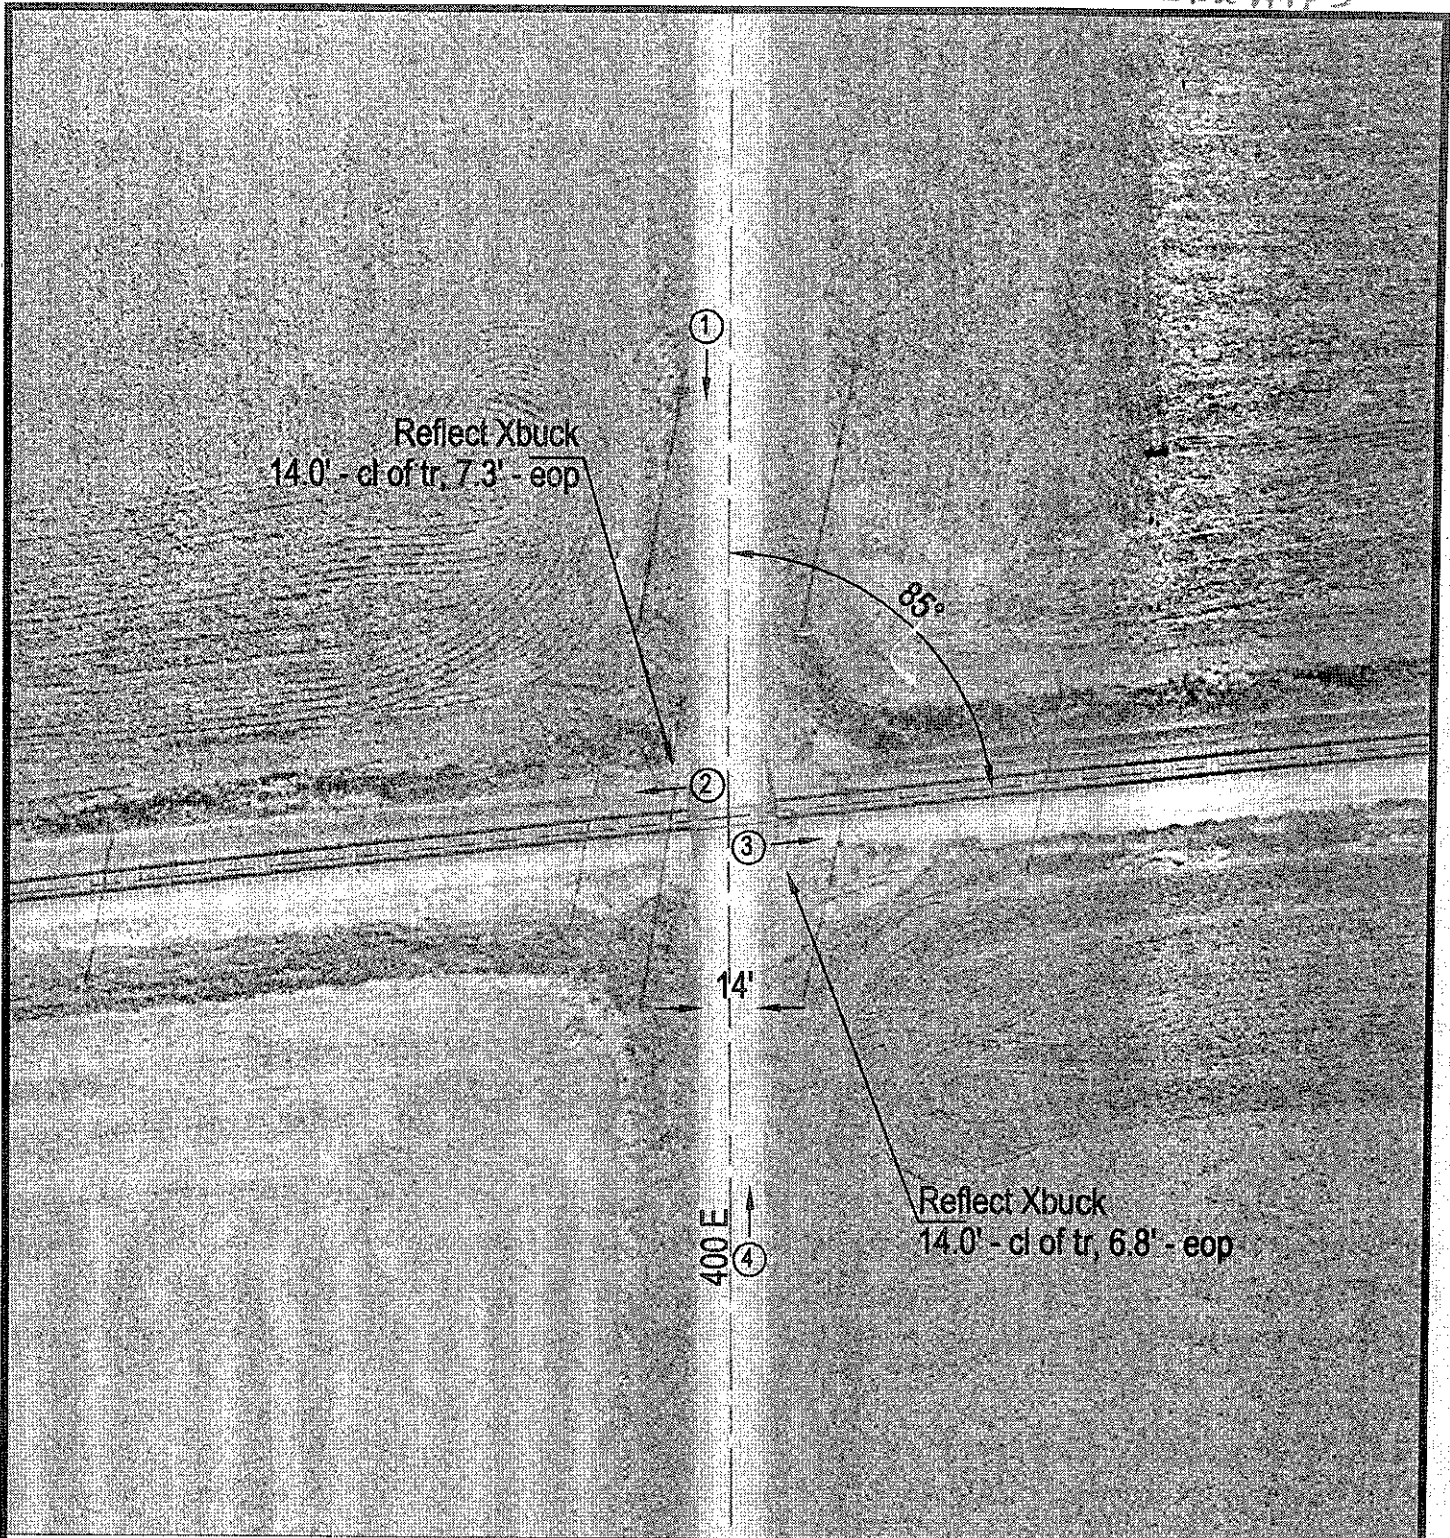 1
Reflect Xbuck
14.0' - cl of tr, 7.3' - eop
85°
2
3
14'
Reflect Xbuck
14.0' - cl of tr, 6.8' - eop
400 E
4